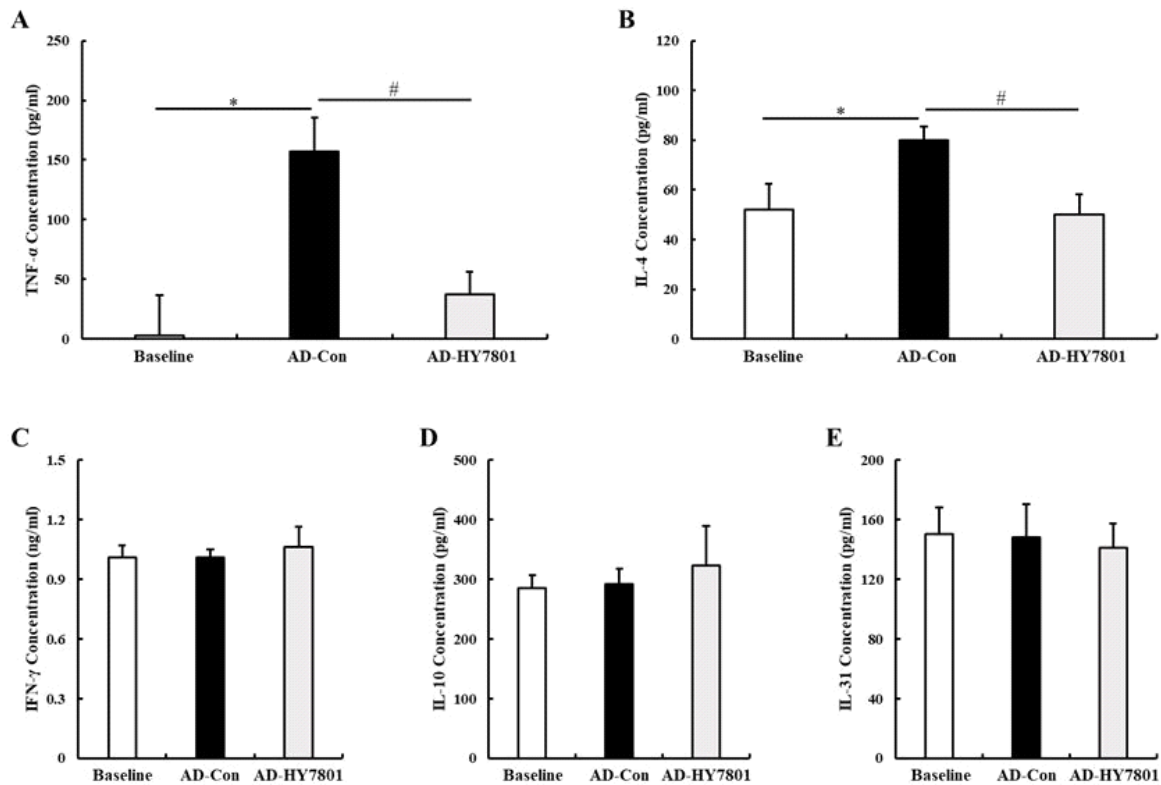 A
TNF-α Concentration (pg/ml)
250
200
150
100
50
0
*
#
Baseline AD-Con AD-HY7801
B
IL-4 Concentration (pg/ml)
120
100
80
60
40
20
0
*
#
Baseline AD-Con AD-HY7801
C
IFN-γ Concentration (ng/ml)
1.5
1.2
0.9
0.6
0.3
0
Baseline AD-Con AD-HY7801
D
IL-10 Concentration (pg/ml)
500
400
300
200
100
0
Baseline AD-Con AD-HY7801
E
IL-31 Concentration (pg/ml)
200
160
120
80
40
0
Baseline AD-Con AD-HY7801